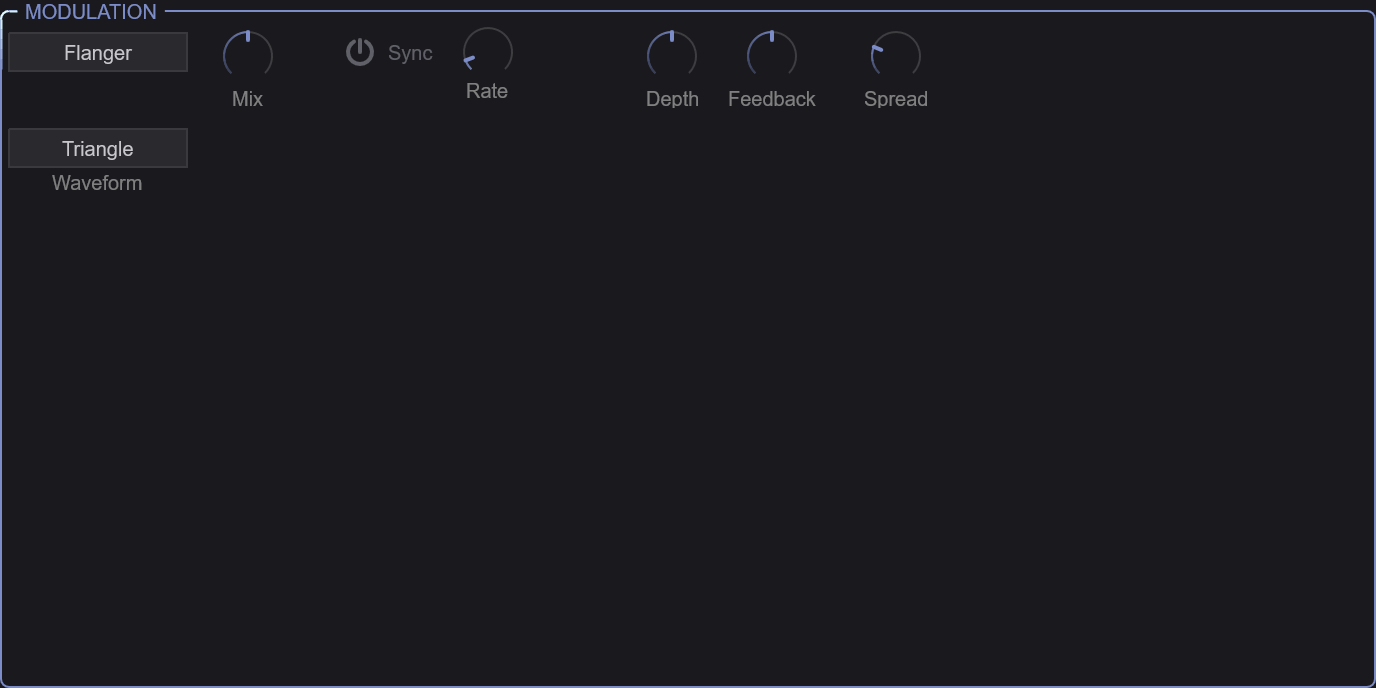 MODULATION
Flanger
Mix
Sync
Rate
Depth
Feedback
Spread
Triangle
Waveform